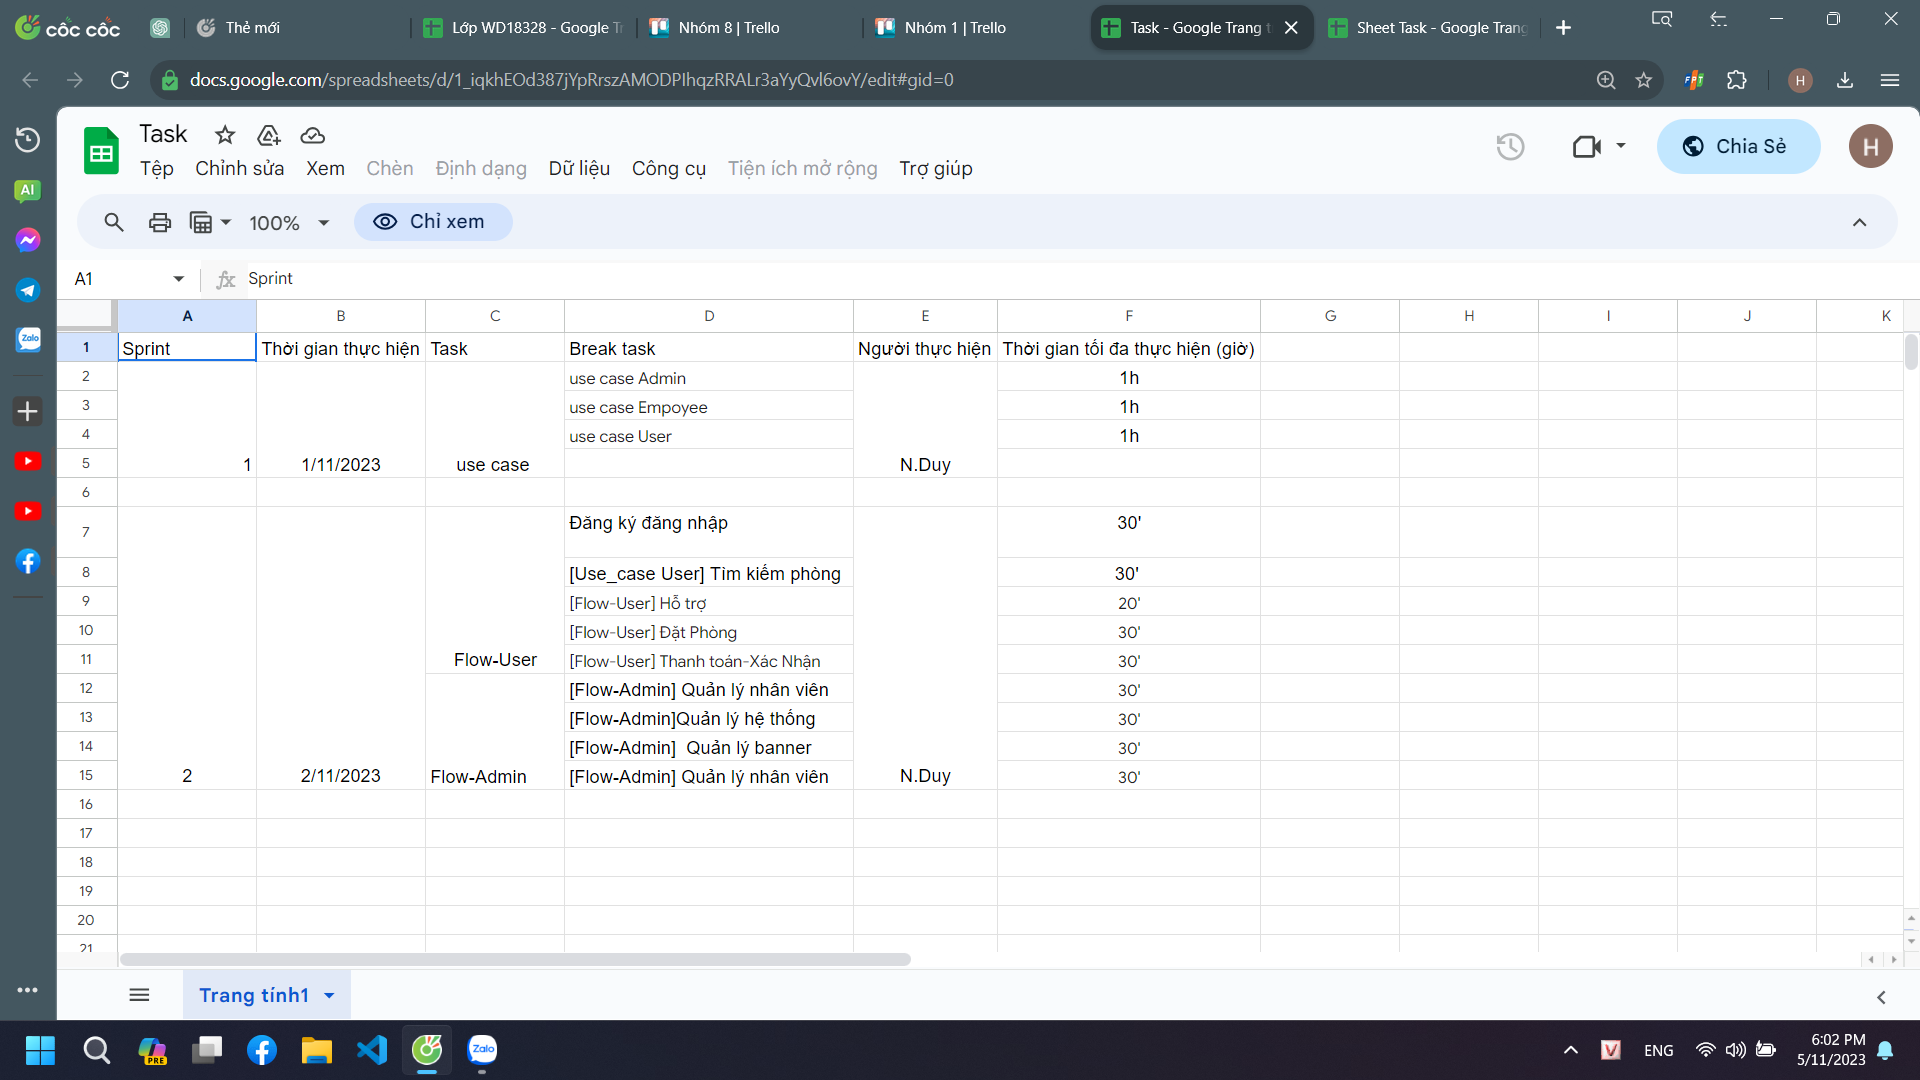 cốc cốc
Thẻ mới
Lớp WD18328 - Google Tr
Nhóm 8 | Trello
Nhóm 1 | Trello
Task - Google Trang t
Sheet Task - Google Trang
docs.google.com/spreadsheets/d/1_iqkhEOd387jYpRrszAMODPIhqzRRALr3aYyQvl6ovY/edit#gid=0
FPT
H
Task
Tệp Chỉnh sửa Xem Chèn Định dạng Dữ liệu Công cụ Tiện ích mở rộng Trợ giúp
Chia Sẻ
H
AI
100%
Chỉ xem
A1
fx Sprint
Zalo
A B C D E F G H I J K
1 Sprint Thời gian thực hiện Task Break task Người thực hiện Thời gian tối đa thực hiện (giờ)
2 use case Admin 1h
3 use case Empoyee 1h
4 use case User 1h
5 1 1/11/2023 use case N.Duy
6
7 Đăng ký đăng nhập 30'
8 [Use_case User] Tìm kiếm phòng 30'
9 [Flow-User] Hỗ trợ 20'
10 [Flow-User] Đặt Phòng 30'
11 Flow-User [Flow-User] Thanh toán-Xác Nhận 30'
12 [Flow-Admin] Quản lý nhân viên 30'
13 [Flow-Admin]Quản lý hệ thống 30'
14 [Flow-Admin]  Quản lý banner 30'
15 2 2/11/2023 Flow-Admin [Flow-Admin] Quản lý nhân viên N.Duy 30'
16
17
18
19
20
21
Trang tính1
PRE
Zalo
V
ENG
6:02 PM
5/11/2023